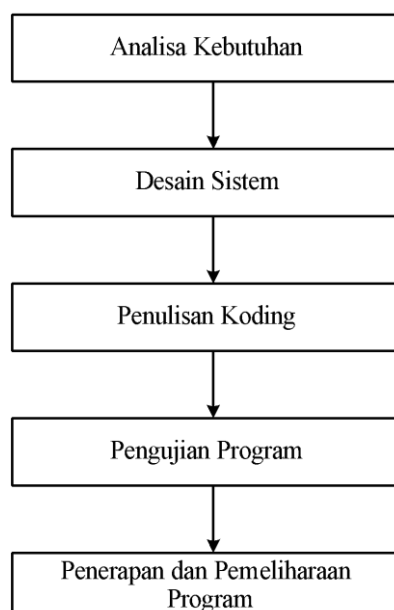 Analisa Kebutuhan
Desain Sistem
Penulisan Koding
Pengujian Program
Penerapan dan Pemeliharaan
Program